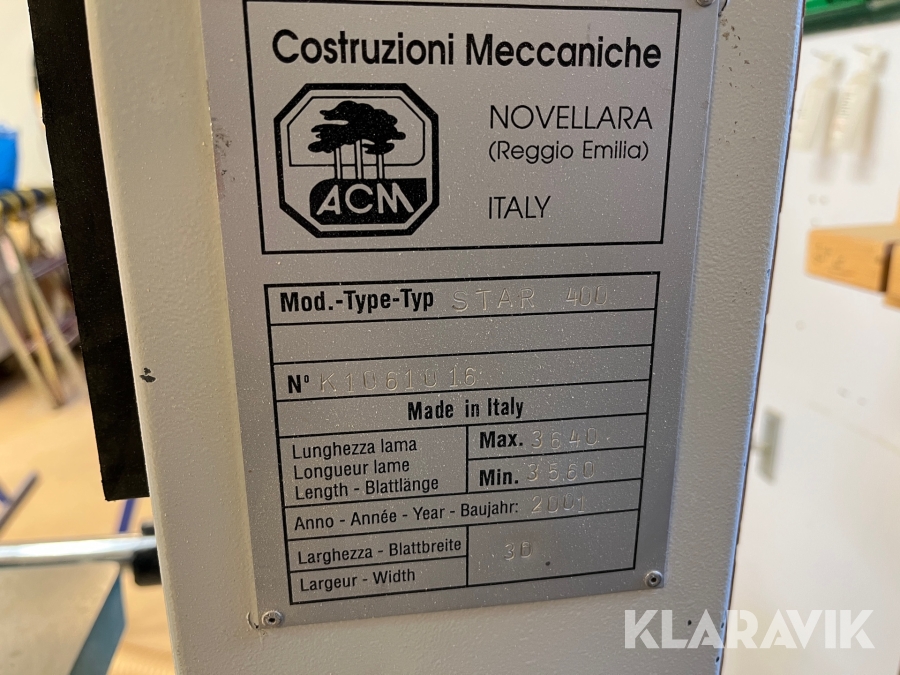 Costruzioni Meccaniche
ACM
NOVELLARA
(Reggio Emilia)
ITALY
Mod.-Type-Typ STAR 400
N° K1061016
Made in Italy
Lunghezza lama
Longueur lame
Length - Blattlänge
Max. 3640
Min. 3560
Anno - Année - Year - Baujahr: 2001
Larghezza - Blattbreite
Largeur - Width
30
KLARAVIK